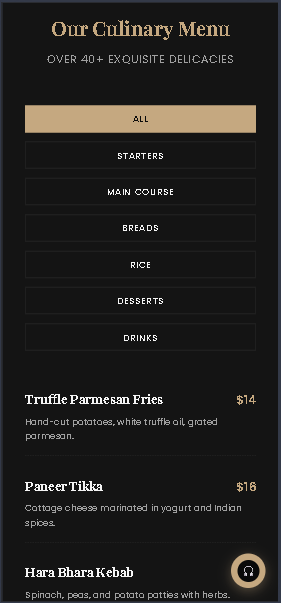 Our Culinary Menu
OVER 40+ EXQUISITE DELICACIES
ALL
STARTERS
MAIN COURSE
BREADS
RICE
DESSERTS
DRINKS
Truffle Parmesan Fries $14
Hand-cut potatoes, white truffle oil, grated
parmesan.
Paneer Tikka $16
Cottage cheese marinated in yogurt and Indian
spices.
Hara Bhara Kebab
Spinach, peas, and potato patties with herbs.